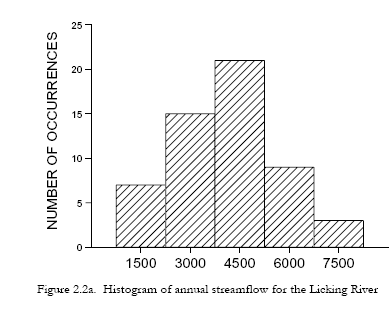 NUMBER OF OCCURRENCES
25
20
15
10
5
0
1500 3000 4500 6000 7500
Figure 2.2a. Histogram of annual streamflow for the Licking River